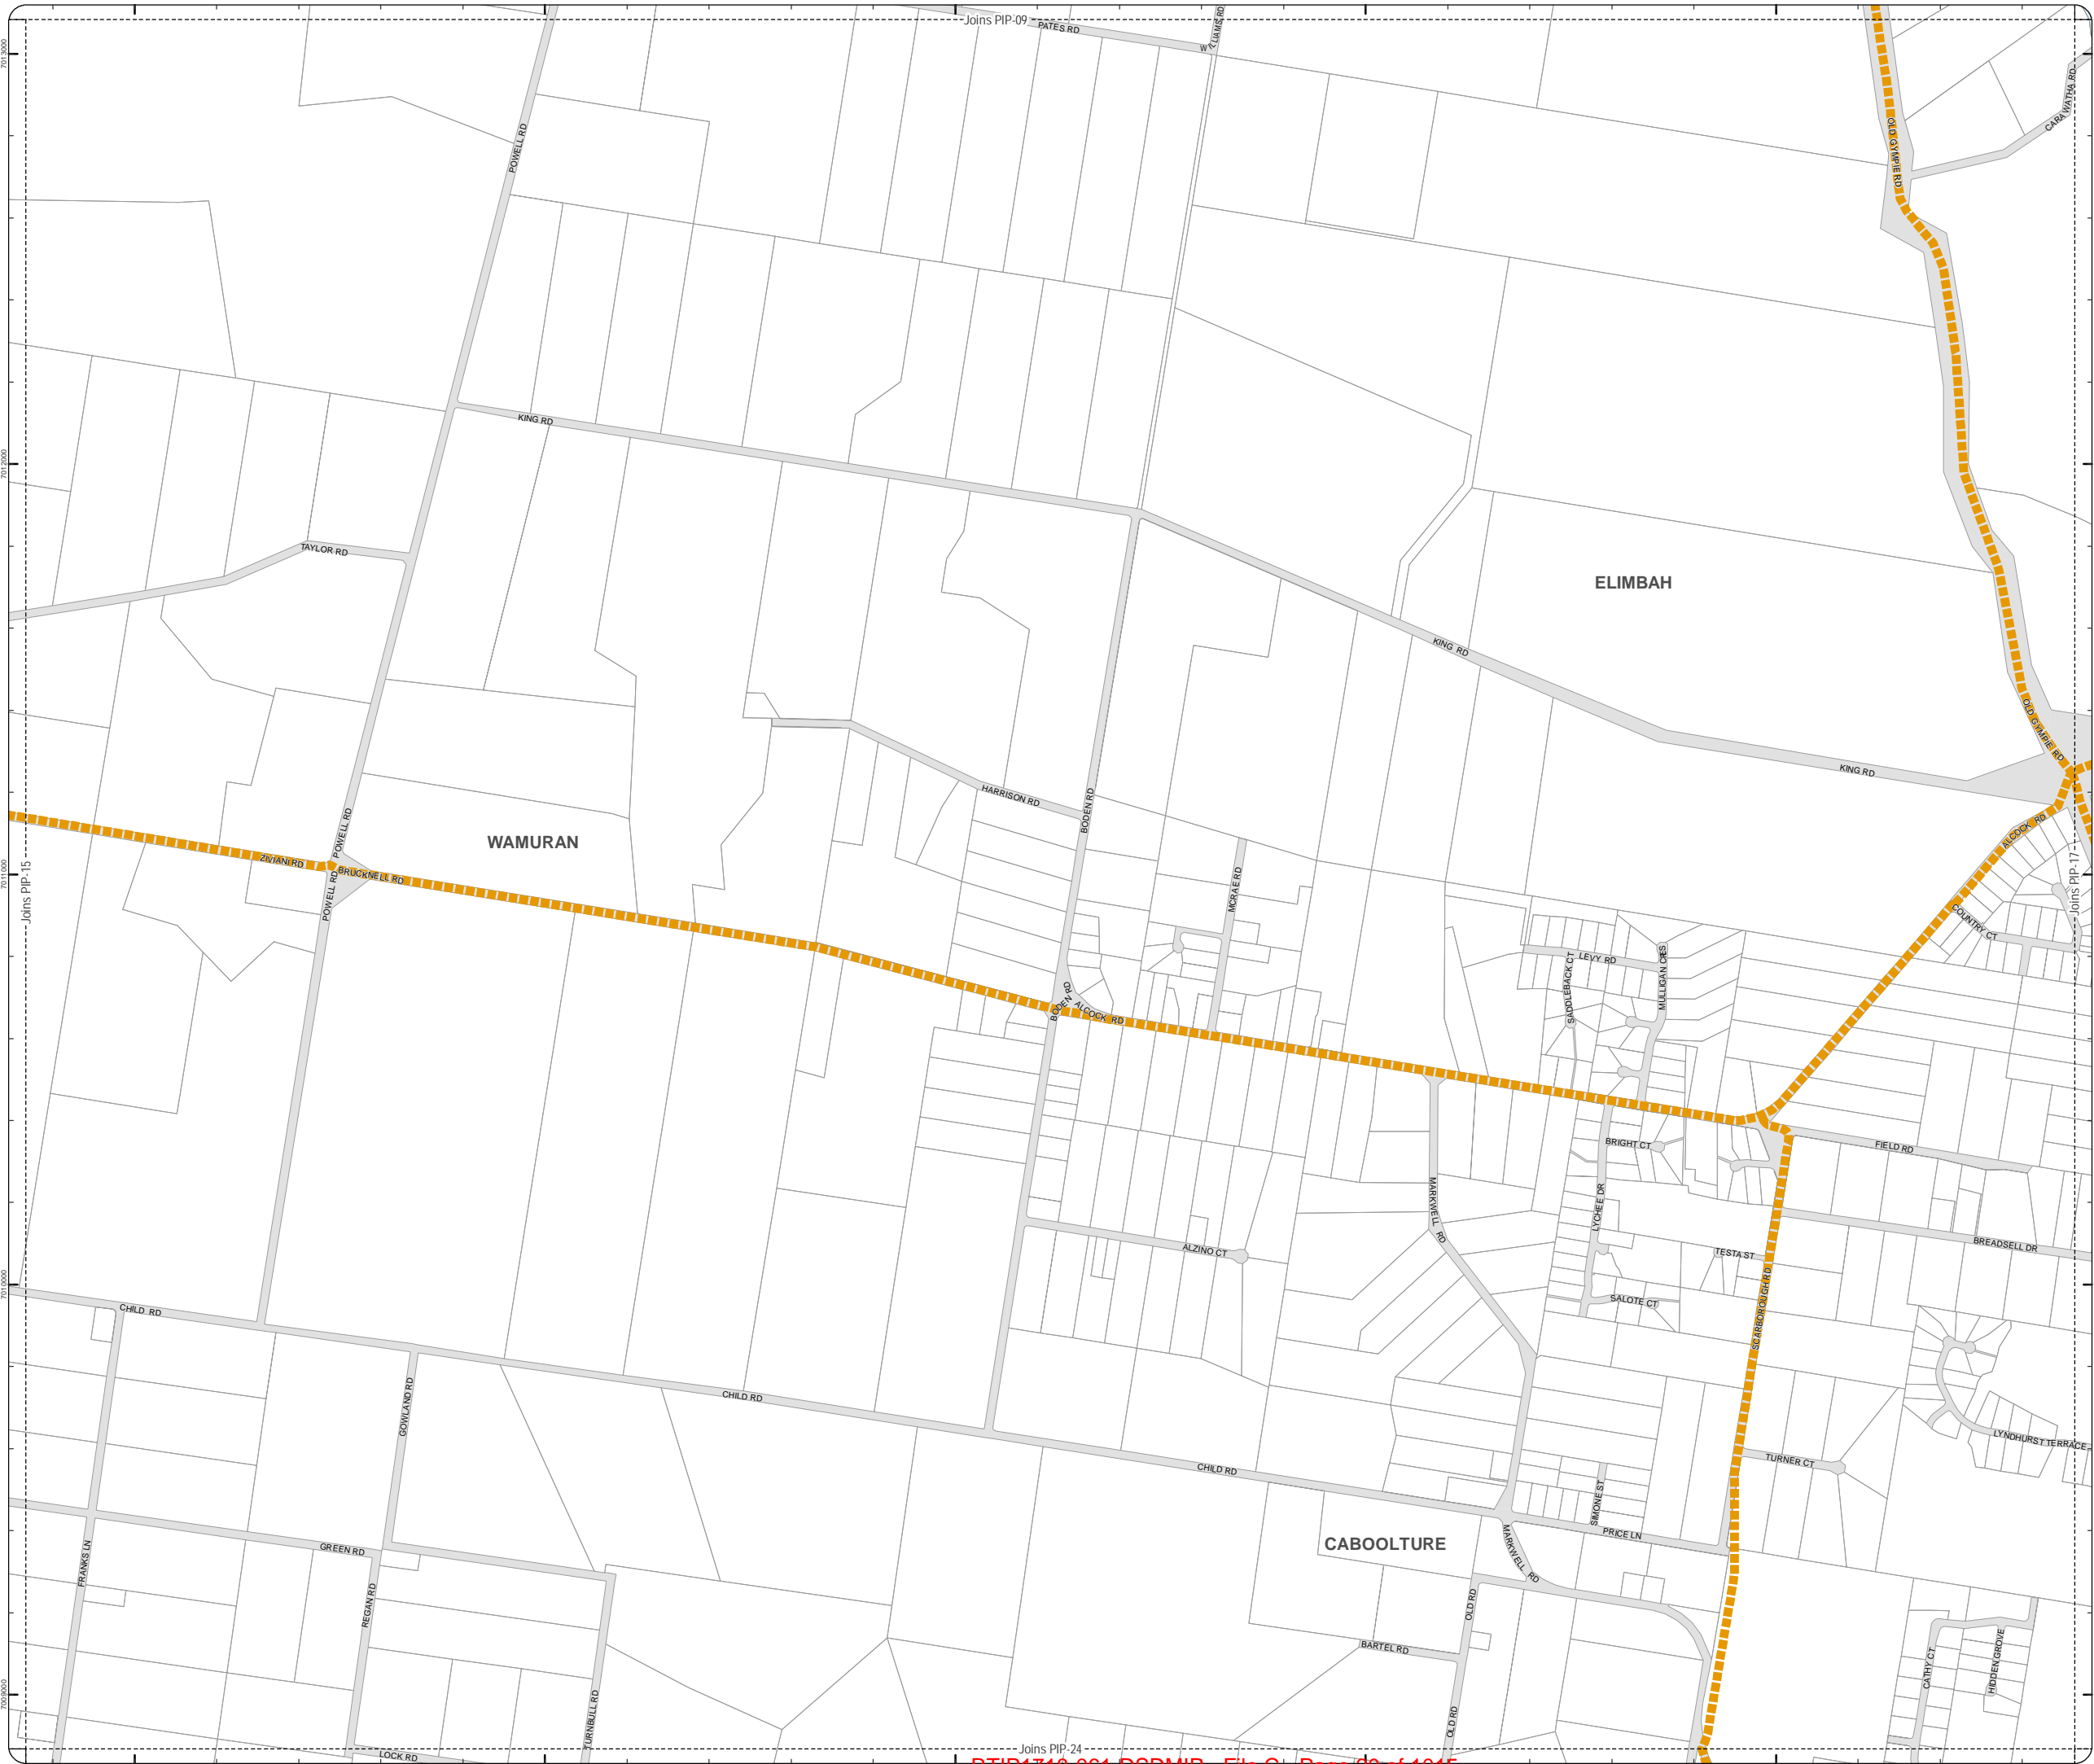 Joins PIP-09
PATES RD
WILLIAMS RD
7013000
CARAWATHA RD
OLD GYMPIE RD
POWELL RD
KING RD
7012000
TAYLOR RD
ELIMBAH
KING RD
OLD GYMPIE RD
KING RD
HARRISON RD
BODEN RD
POWELL RD
WAMURAN
ALCOCK RD
ZIVIANI RD
BRUCKNELL RD
POWELL RD
MCRAE RD
7011000
Joins PIP-15
Joins PIP-17
COUNTRY CT
LEVY RD
SADDLEBACK CT
MULLIGAN CRES
BODEN RD
ALCOCK RD
BRIGHT CT
FIELD RD
MARKWELL RD
LYCHEE DR
ALZINO CT
TESTA ST
BREADSELL DR
7010000
CHILD RD
SALOTE CT
SCARBOROUGH RD
GOWLAND RD
CHILD RD
LYNDHURST TERRACE
TURNER CT
CHILD RD
SIMONE ST
PRICE LN
CABOOLTURE
GREEN RD
FRANKS LN
MARKWELL RD
REGAN RD
OLD RD
BARTEL RD
CATHY CT
HIDDEN GROVE
7009000
TURNBULL RD
OLD RD
LOCK RD
Joins PIP-24